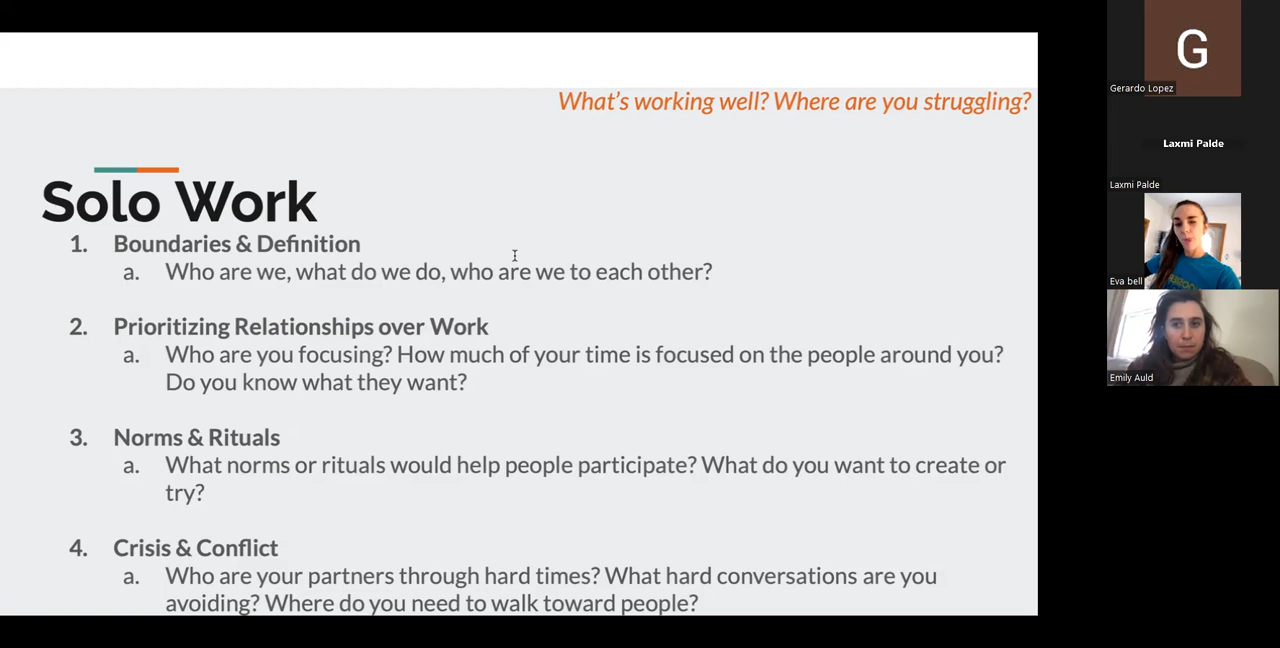 What's working well? Where are you struggling?
Solo Work
1. Boundaries & Definition
a. Who are we, what do we do, who are we to each other?
2. Prioritizing Relationships over Work
a. Who are you focusing? How much of your time is focused on the people around you?
Do you know what they want?
3. Norms & Rituals
a. What norms or rituals would help people participate? What do you want to create or
try?
4. Crisis & Conflict
a. Who are your partners through hard times? What hard conversations are you
avoiding? Where do you need to walk toward people?
G
Gerardo Lopez
Laxmi Palde
Laxmi Palde
Eva bell
Emily Auld